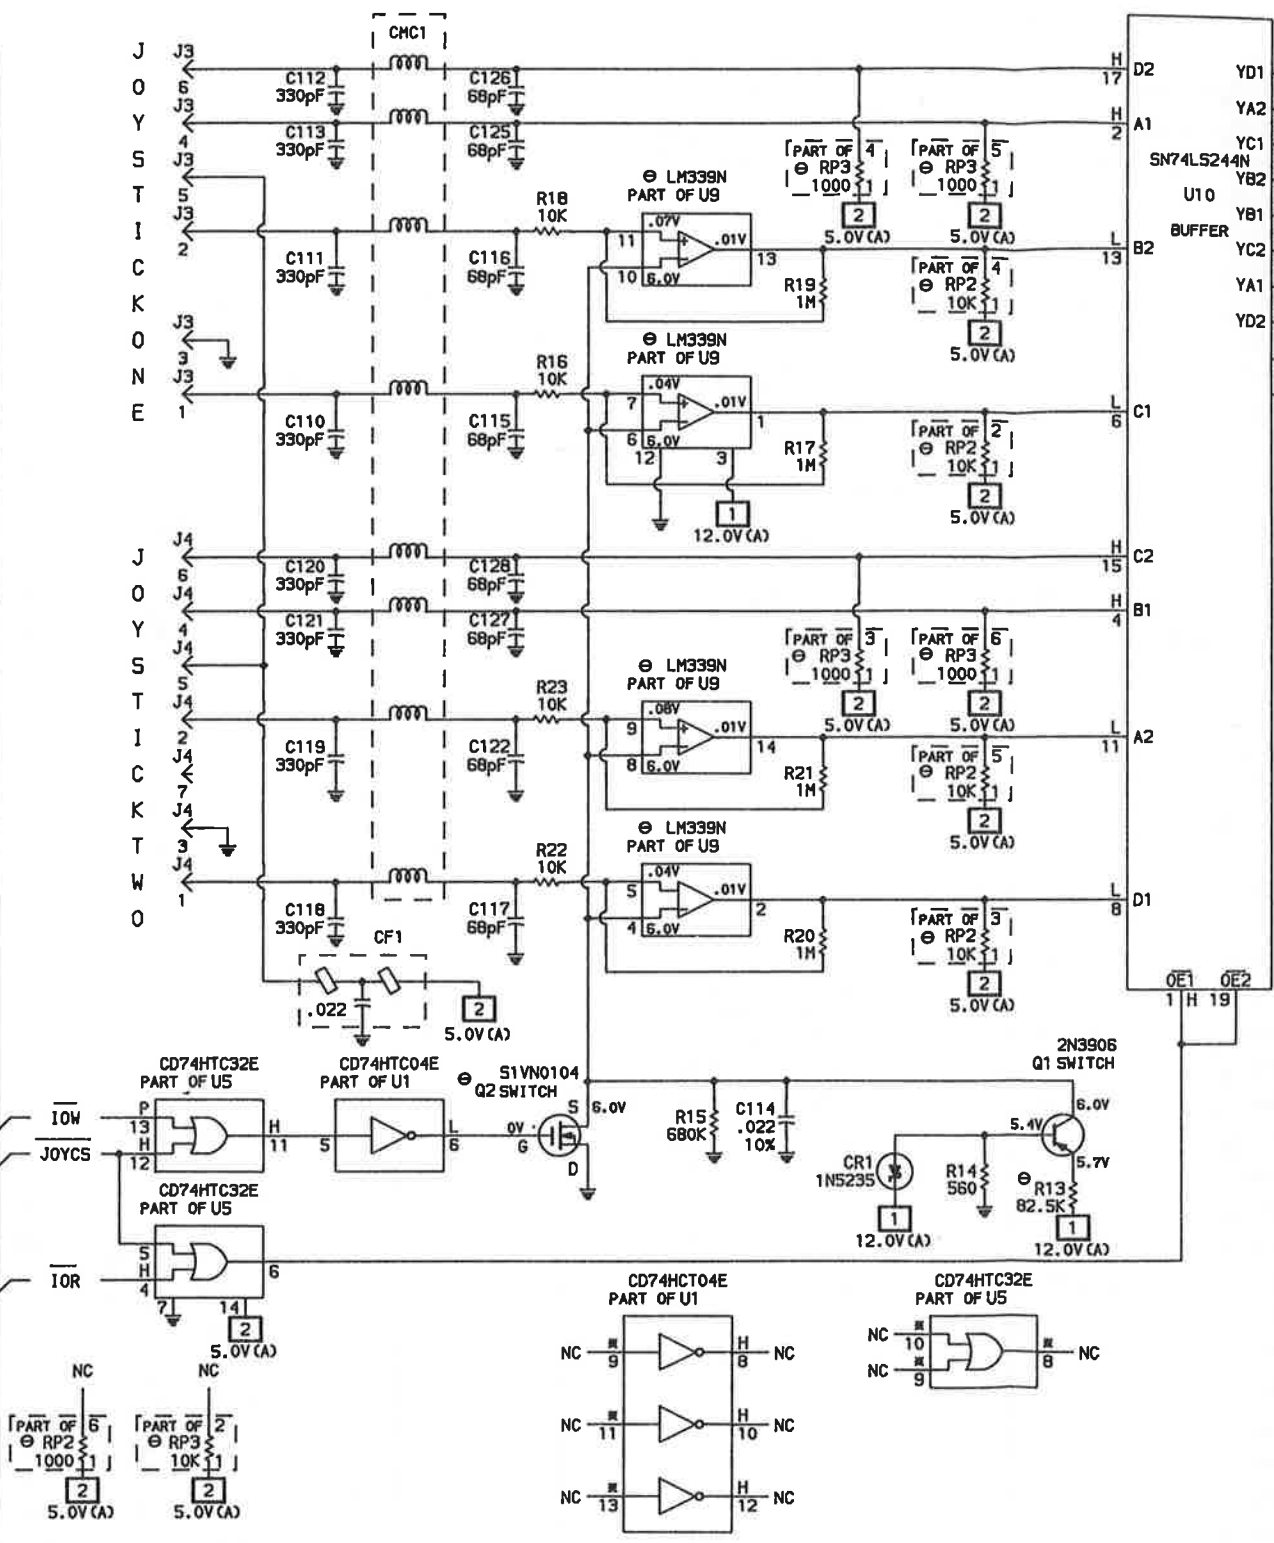 CMC1
J
O
Y
S
T
I
C
K
O
N
E
J3
6
J3
4
J3
5
J3
2
J3
3
J3
1
C112
330pF
C126
68pF
C113
330pF
C125
68pF
C111
330pF
C116
68pF
C110
330pF
C115
68pF
R18
10K
⊖ LM339N
PART OF U9
.07V
11
.01V
13
10
6.0V
R19
1M
R16
10K
⊖ LM339N
PART OF U9
.04V
7
.01V
1
6
6.0V
12
3
1
12.0V(A)
R17
1M
PART OF 4
⊖ RP3
1000 1
2
5.0V(A)
PART OF 5
⊖ RP3
1000 1
2
5.0V(A)
PART OF 4
⊖ RP2
10K 1
2
5.0V(A)
PART OF 2
⊖ RP2
10K 1
2
5.0V(A)
H
17
D2
H
2
A1
L
13
B2
L
6
C1
SN74LS244N
U10
BUFFER
YD1
YA2
YC1
YB2
YB1
YC2
YA1
YD2
J
O
Y
S
T
I
C
K
T
W
O
J4
6
J4
4
J4
5
J4
2
J4
7
J4
3
J4
1
C120
330pF
C128
68pF
C121
330pF
C127
68pF
C119
330pF
C122
68pF
C118
330pF
C117
68pF
R23
10K
⊖ LM339N
PART OF U9
.08V
9
.01V
14
8
6.0V
R21
1M
R22
10K
⊖ LM339N
PART OF U9
.04V
5
.01V
2
4
6.0V
R20
1M
PART OF 3
⊖ RP3
1000 1
2
5.0V(A)
PART OF 6
⊖ RP3
1000 1
2
5.0V(A)
PART OF 5
⊖ RP2
10K 1
2
5.0V(A)
PART OF 3
⊖ RP2
10K 1
2
5.0V(A)
H
15
C2
H
4
B1
L
11
A2
L
8
D1
OE1
OE2
1 H 19
CF1
.022
2
5.0V(A)
CD74HTC32E
PART OF U5
IOW
P
13
JOYCS
H
12
H
11
CD74HTC04E
PART OF U1
5
L
6
⊖ S1VN0104
Q2 SWITCH
0V
G
S
D
6.0V
R15
680K
C114
.022
10%
2N3906
Q1 SWITCH
6.0V
5.4V
5.7V
CR1
1N5235
1
12.0V(A)
R14
560
⊖ R13
82.5K
1
12.0V(A)
CD74HTC32E
PART OF U5
5
H
4
IOR
6
7
14
2
5.0V(A)
NC
PART OF 6
⊖ RP2
1000 1
2
5.0V(A)
NC
PART OF 2
⊖ RP3
10K 1
2
5.0V(A)
CD74HCT04E
PART OF U1
NC
※
9
H
8
NC
NC
※
11
H
10
NC
NC
※
13
H
12
NC
CD74HTC32E
PART OF U5
NC
※
10
NC
※
9
※
8
NC